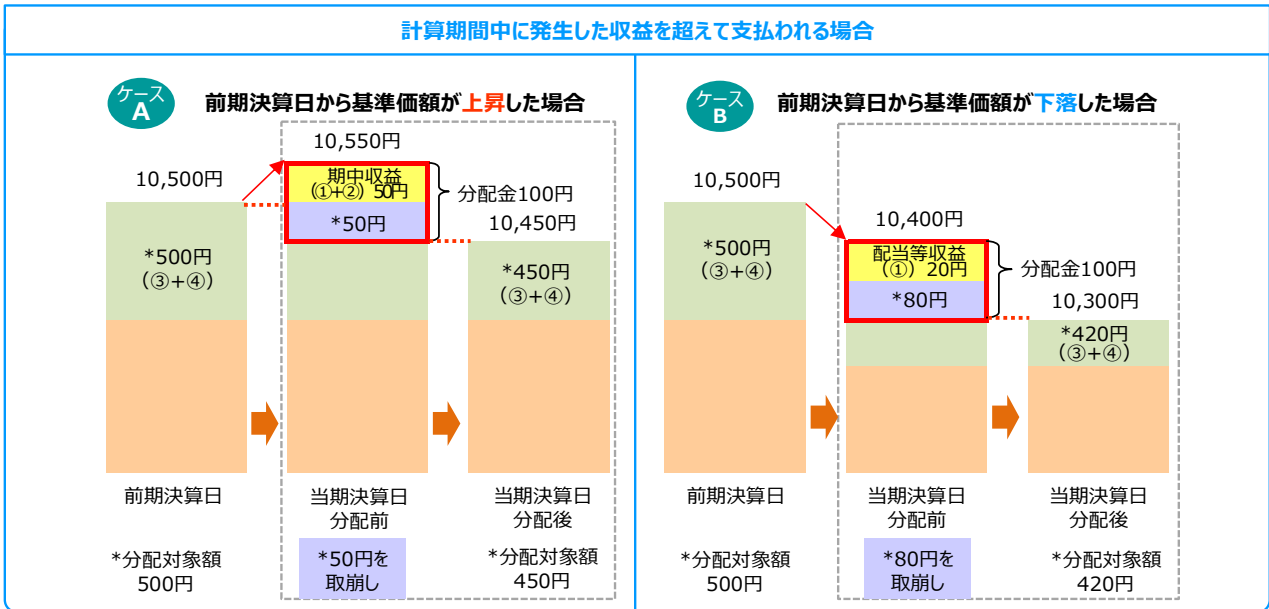 計算期間中に発生した収益を超えて支払われる場合
ケース
A
前期決算日から基準価額が上昇した場合
10,550円
10,500円
期中収益
(①+②) 50円
分配金100円
*50円
10,450円
*500円
(③+④)
*450円
(③+④)
前期決算日
当期決算日
分配前
当期決算日
分配後
*分配対象額
500円
*50円を
取崩し
*分配対象額
450円
ケース
B
前期決算日から基準価額が下落した場合
10,500円
10,400円
*500円
(③+④)
配当等収益
(①) 20円
分配金100円
*80円
10,300円
*420円
(③+④)
前期決算日
当期決算日
分配前
当期決算日
分配後
*分配対象額
500円
*80円を
取崩し
*分配対象額
420円